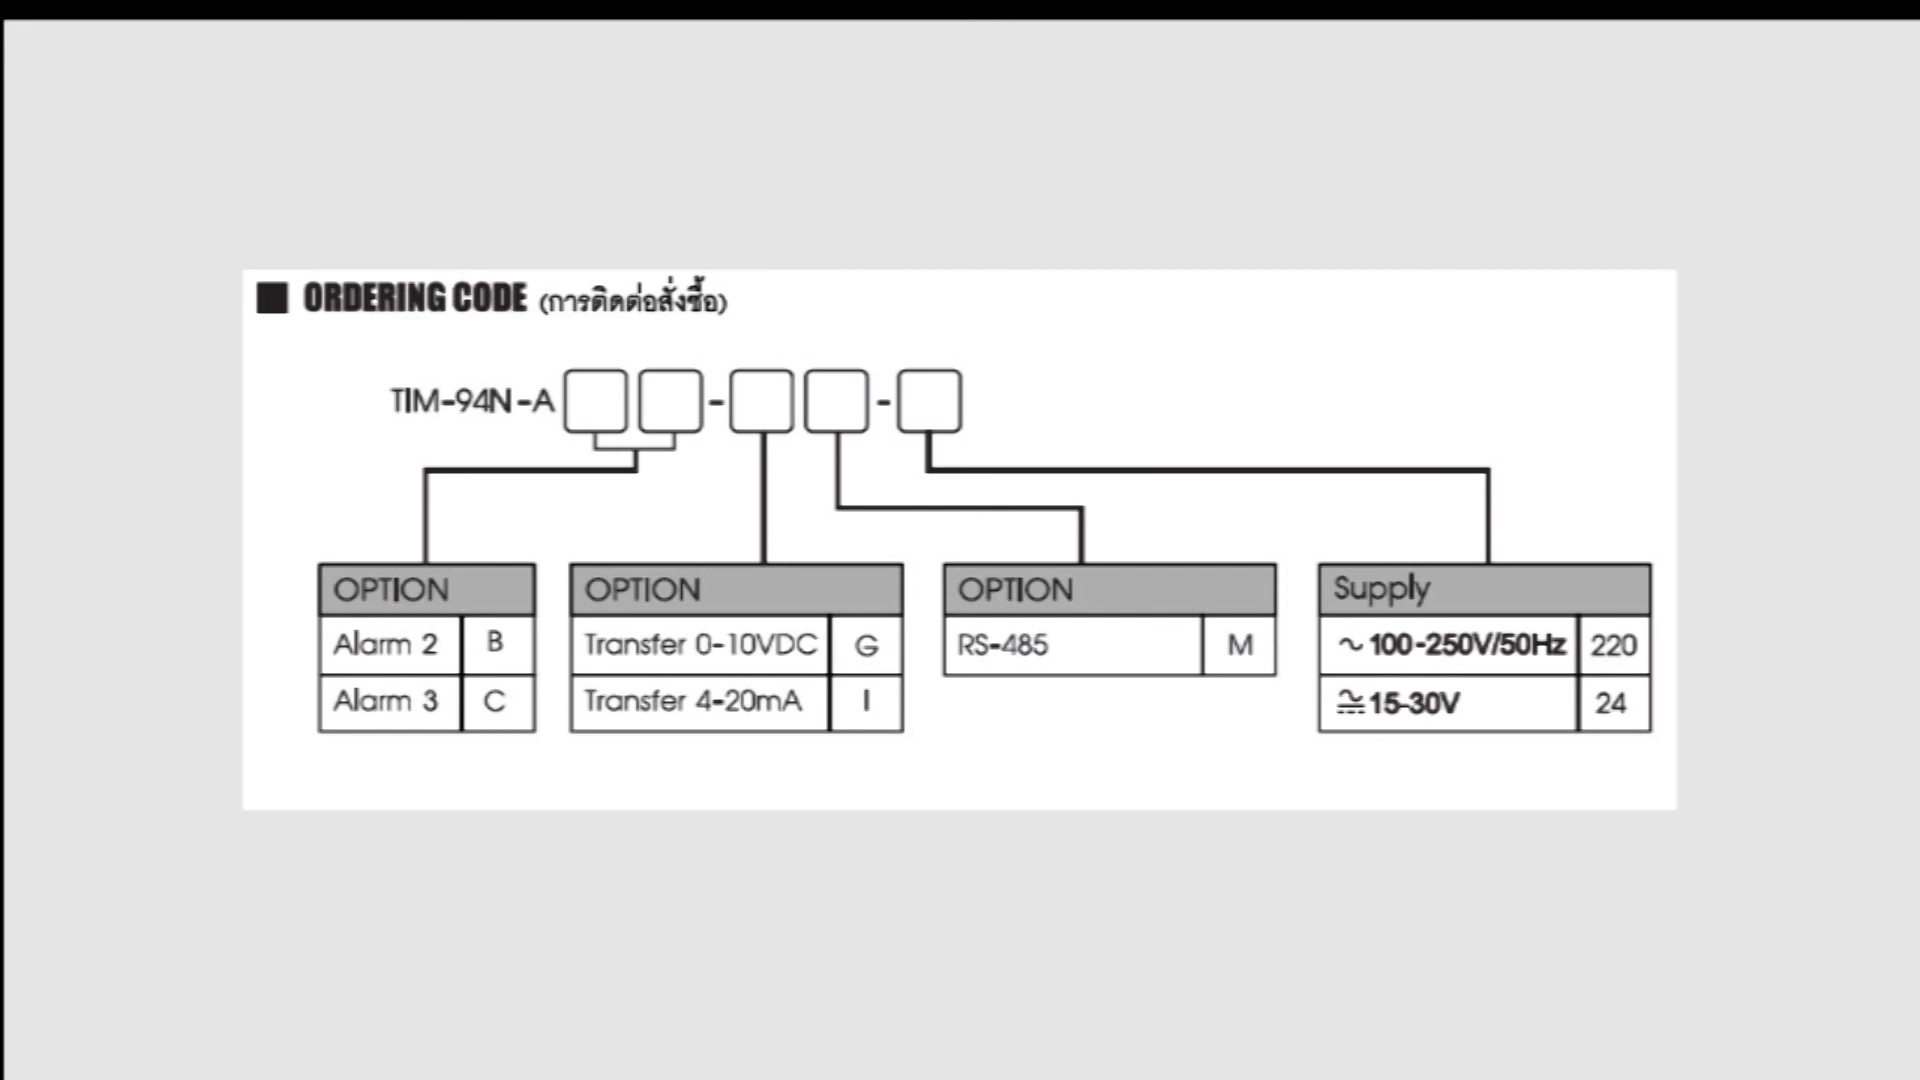 ORDERING CODE (การติดต่อสั่งซื้อ)
TIM-94N-A - -
OPTION
Alarm 2 B
Alarm 3 C
OPTION
Transfer 0-10VDC G
Transfer 4-20mA I
OPTION
RS-485 M
Supply
~ 100-250V/50Hz 220
15-30V 24